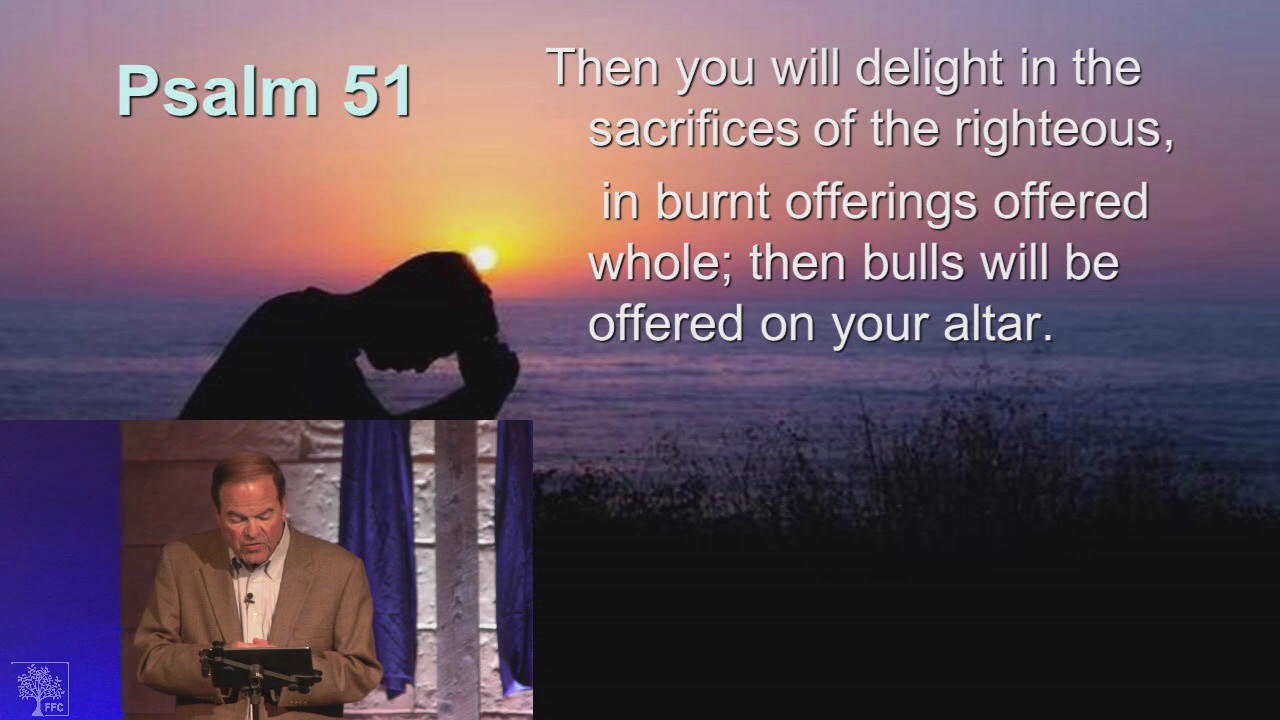 Psalm 51
Then you will delight in the
sacrifices of the righteous,
in burnt offerings offered
whole; then bulls will be
offered on your altar.
FFC